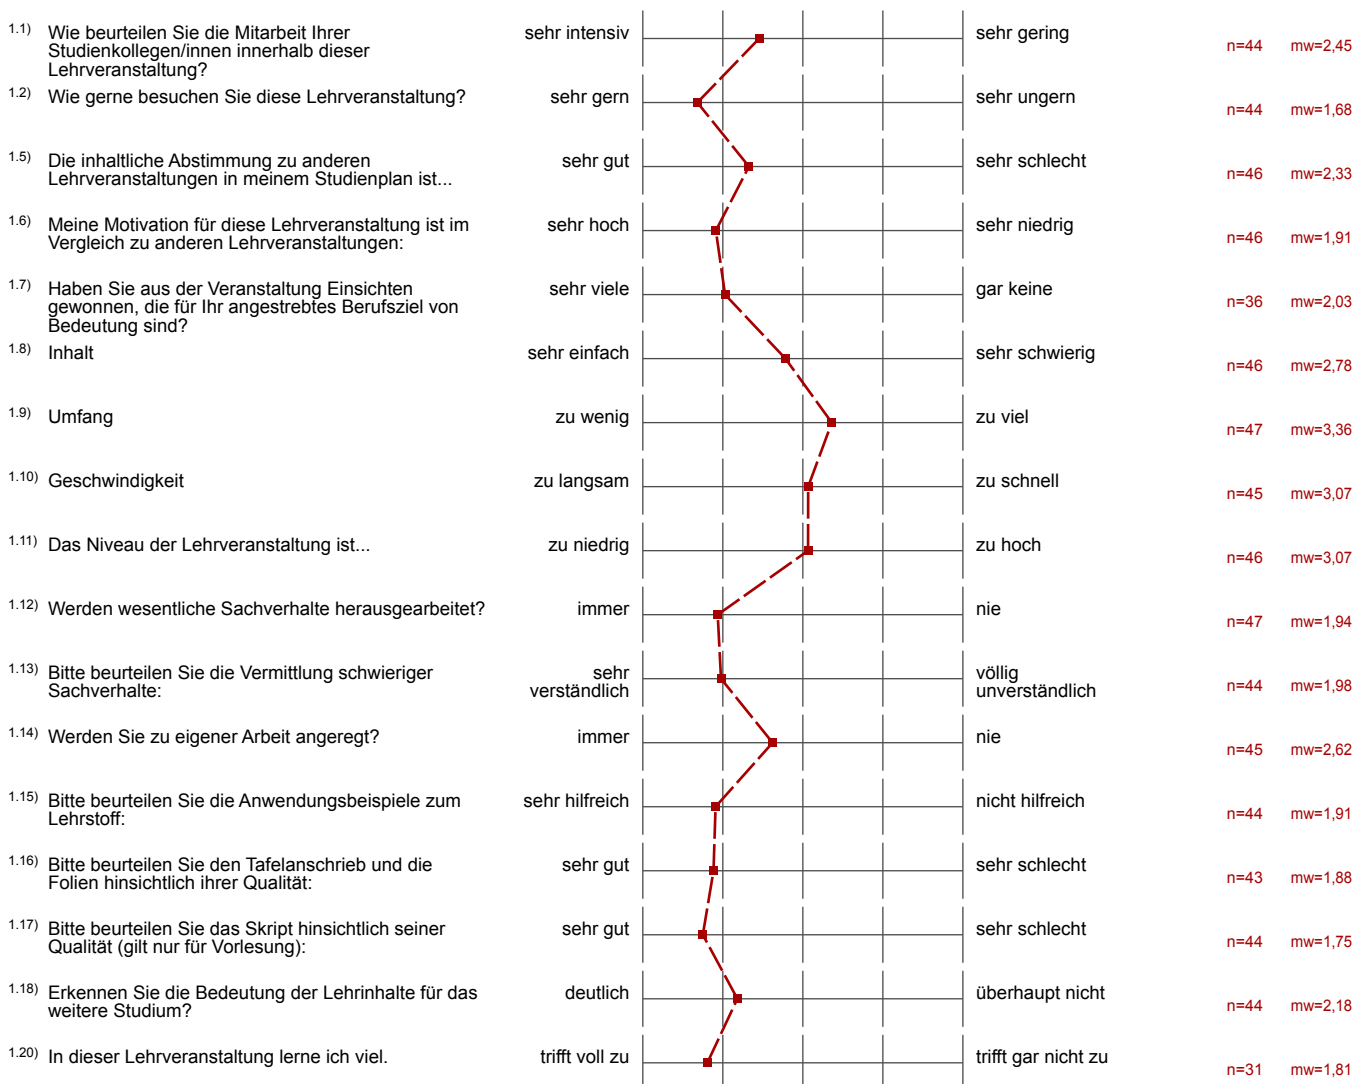 1.1) Wie beurteilen Sie die Mitarbeit Ihrer sehr intensiv sehr gering n=44 mw=2,45
Studienkollegen/innen innerhalb dieser
Lehrveranstaltung?
1.2) Wie gerne besuchen Sie diese Lehrveranstaltung? sehr gern sehr ungern n=44 mw=1,68
1.5) Die inhaltliche Abstimmung zu anderen sehr gut sehr schlecht n=46 mw=2,33
Lehrveranstaltungen in meinem Studienplan ist...
1.6) Meine Motivation für diese Lehrveranstaltung ist im sehr hoch sehr niedrig n=46 mw=1,91
Vergleich zu anderen Lehrveranstaltungen:
1.7) Haben Sie aus der Veranstaltung Einsichten sehr viele gar keine n=36 mw=2,03
gewonnen, die für Ihr angestrebtes Berufsziel von
Bedeutung sind?
1.8) Inhalt sehr einfach sehr schwierig n=46 mw=2,78
1.9) Umfang zu wenig zu viel n=47 mw=3,36
1.10) Geschwindigkeit zu langsam zu schnell n=45 mw=3,07
1.11) Das Niveau der Lehrveranstaltung ist... zu niedrig zu hoch n=46 mw=3,07
1.12) Werden wesentliche Sachverhalte herausgearbeitet? immer nie n=47 mw=1,94
1.13) Bitte beurteilen Sie die Vermittlung schwieriger sehr völlig n=44 mw=1,98
Sachverhalte: verständlich unverständlich
1.14) Werden Sie zu eigener Arbeit angeregt? immer nie n=45 mw=2,62
1.15) Bitte beurteilen Sie die Anwendungsbeispiele zum sehr hilfreich nicht hilfreich n=44 mw=1,91
Lehrstoff:
1.16) Bitte beurteilen Sie den Tafelanschrieb und die sehr gut sehr schlecht n=43 mw=1,88
Folien hinsichtlich ihrer Qualität:
1.17) Bitte beurteilen Sie das Skript hinsichtlich seiner sehr gut sehr schlecht n=44 mw=1,75
Qualität (gilt nur für Vorlesung):
1.18) Erkennen Sie die Bedeutung der Lehrinhalte für das deutlich überhaupt nicht n=44 mw=2,18
weitere Studium?
1.20) In dieser Lehrveranstaltung lerne ich viel. trifft voll zu trifft gar nicht zu n=31 mw=1,81